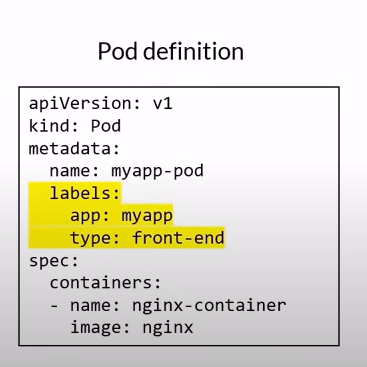 Pod definition
apiVersion: v1
kind: Pod
metadata:
  name: myapp-pod
  labels:
    app: myapp
    type: front-end
spec:
  containers:
  - name: nginx-container
    image: nginx